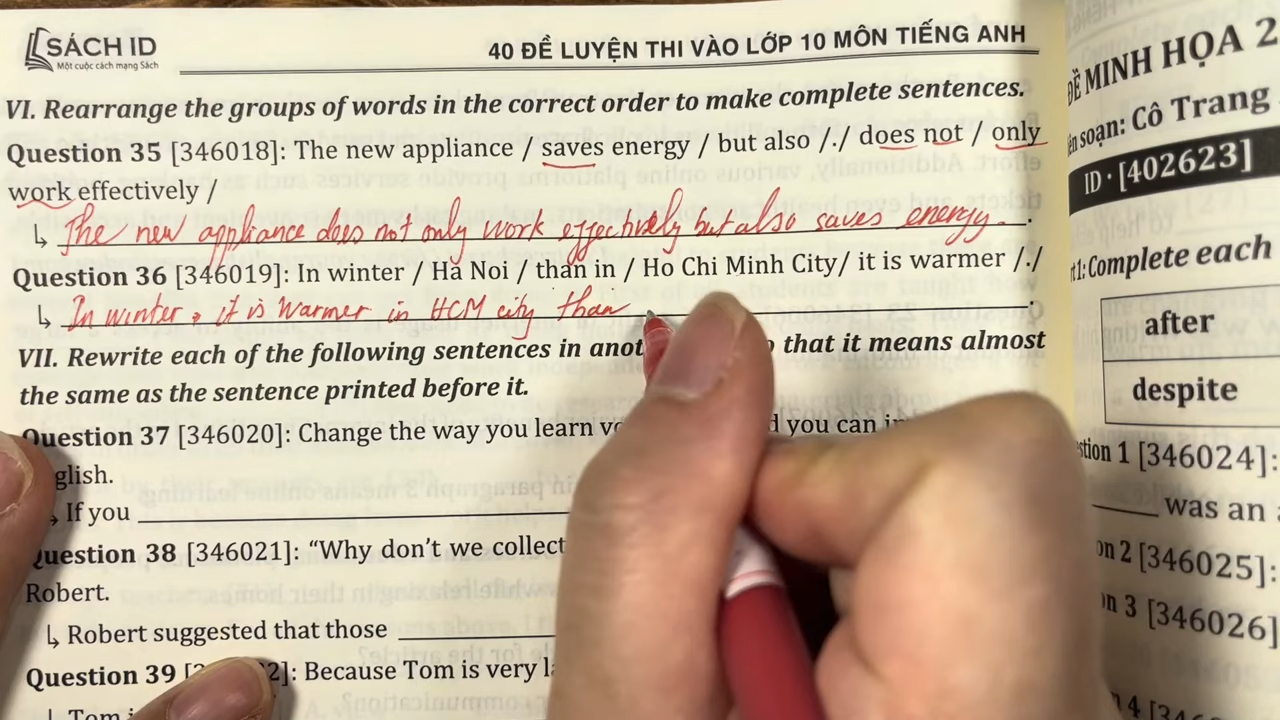 SÁCH ID
Một cuộc cách mạng Sách
40 ĐỀ LUYỆN THI VÀO LỚP 10 MÔN TIẾNG ANH
VI. Rearrange the groups of words in the correct order to make complete sentences.
Question 35 [346018]: The new appliance / saves energy / but also /./ does not / only
work effectively /
↳ The new appliance does not only work effectively but also saves energy.
Question 36 [346019]: In winter / Ha Noi / than in / Ho Chi Minh City/ it is warmer /./
↳ In winter, it is warmer in HCM city than
VII. Rewrite each of the following sentences in that it means almost
the same as the sentence printed before it.
Question 37 [346020]: Change the way you learn you can
glish.
↳ If you
Question 38 [346021]: “Why don’t we collect
Robert.
↳ Robert suggested that those
Question 39 Because Tom is very
Tom
ĐỀ MINH HỌA 2
soạn: Cô Trang
ID · [402623]
Complete each
after
despite
stion 1 [346024]:
was an
on 2 [346025]:
on 3 [346026]
4